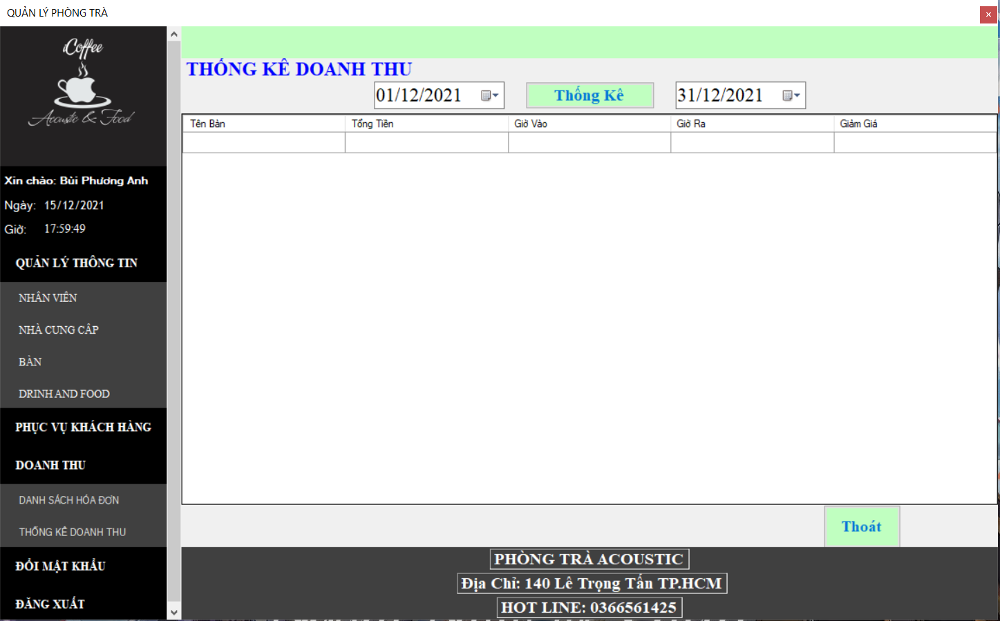 QUẢN LÝ PHÒNG TRÀ
iCoffee
Acoustic & Food
Xin chào: Bùi Phương Anh
Ngày: 15/12/2021
Giờ: 17:59:49
QUẢN LÝ THÔNG TIN
NHÂN VIÊN
NHÀ CUNG CẤP
BÀN
DRINH AND FOOD
PHỤC VỤ KHÁCH HÀNG
DOANH THU
DANH SÁCH HÓA ĐƠN
THỐNG KÊ DOANH THU
ĐỔI MẬT KHẨU
ĐĂNG XUẤT
THỐNG KÊ DOANH THU
01/12/2021 Thống Kê 31/12/2021
Tên Bàn Tổng Tiền Giờ Vào Giờ Ra Giảm Giá
Thoát
PHÒNG TRÀ ACOUSTIC
Địa Chỉ: 140 Lê Trọng Tấn TP.HCM
HOT LINE: 0366561425